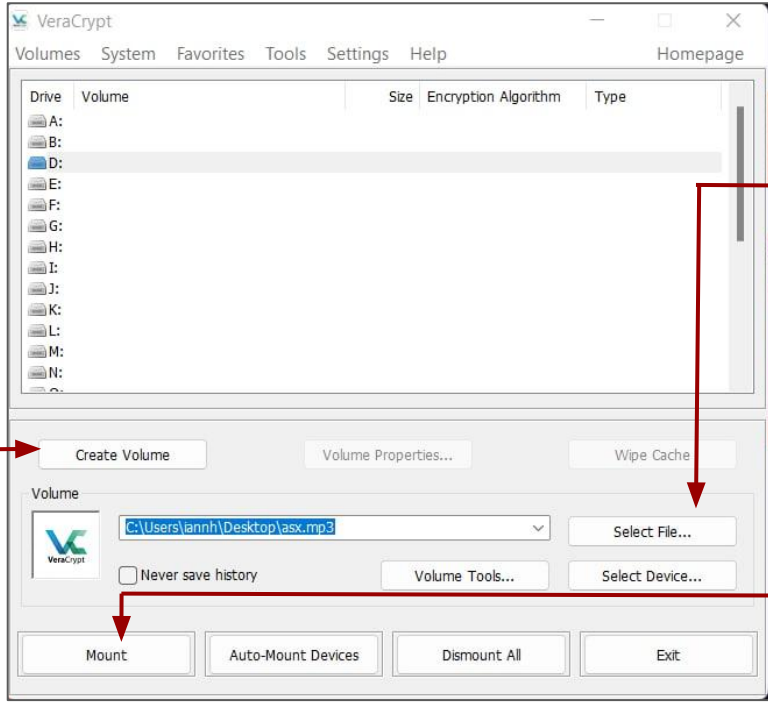 VeraCrypt
Volumes System Favorites Tools Settings Help Homepage
Drive Volume Size Encryption Algorithm Type
A:
B:
D:
E:
F:
G:
H:
I:
J:
K:
L:
M:
N:
Create Volume Volume Properties... Wipe Cache
Volume
C:\Users\iannh\Desktop\asx.mp3 Select File...
VeraCrypt
Never save history Volume Tools... Select Device...
Mount Auto-Mount Devices Dismount All Exit